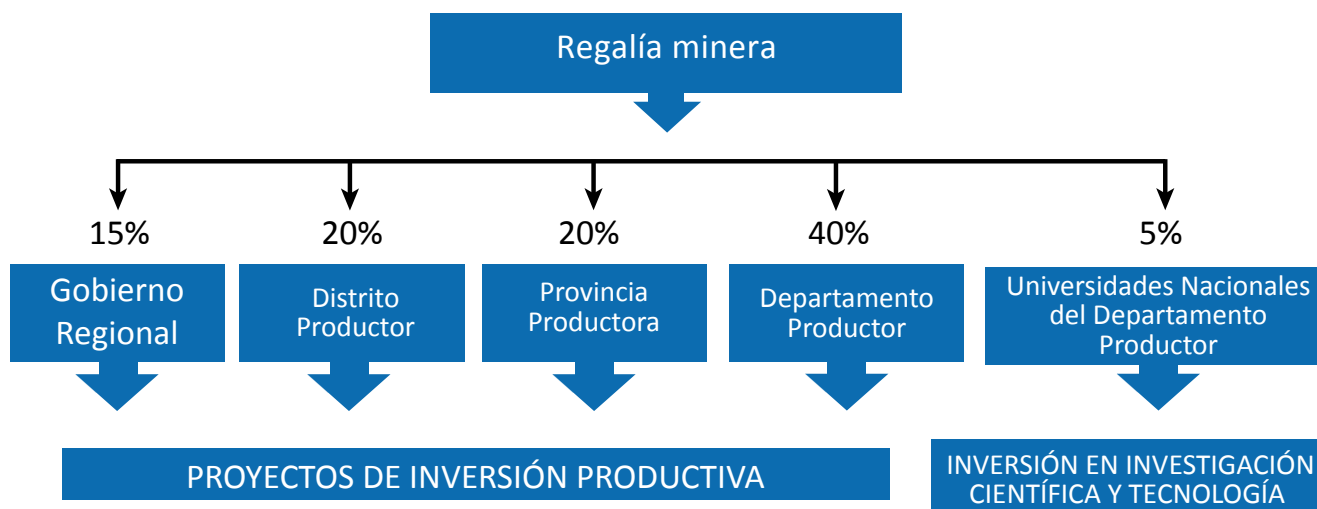 Regalía minera
15%
20%
20%
40%
5%
Gobierno
Regional
Distrito
Productor
Provincia
Productora
Departamento
Productor
Universidades Nacionales
del Departamento
Productor
PROYECTOS DE INVERSIÓN PRODUCTIVA
INVERSIÓN EN INVESTIGACIÓN
CIENTÍFICA Y TECNOLOGÍA